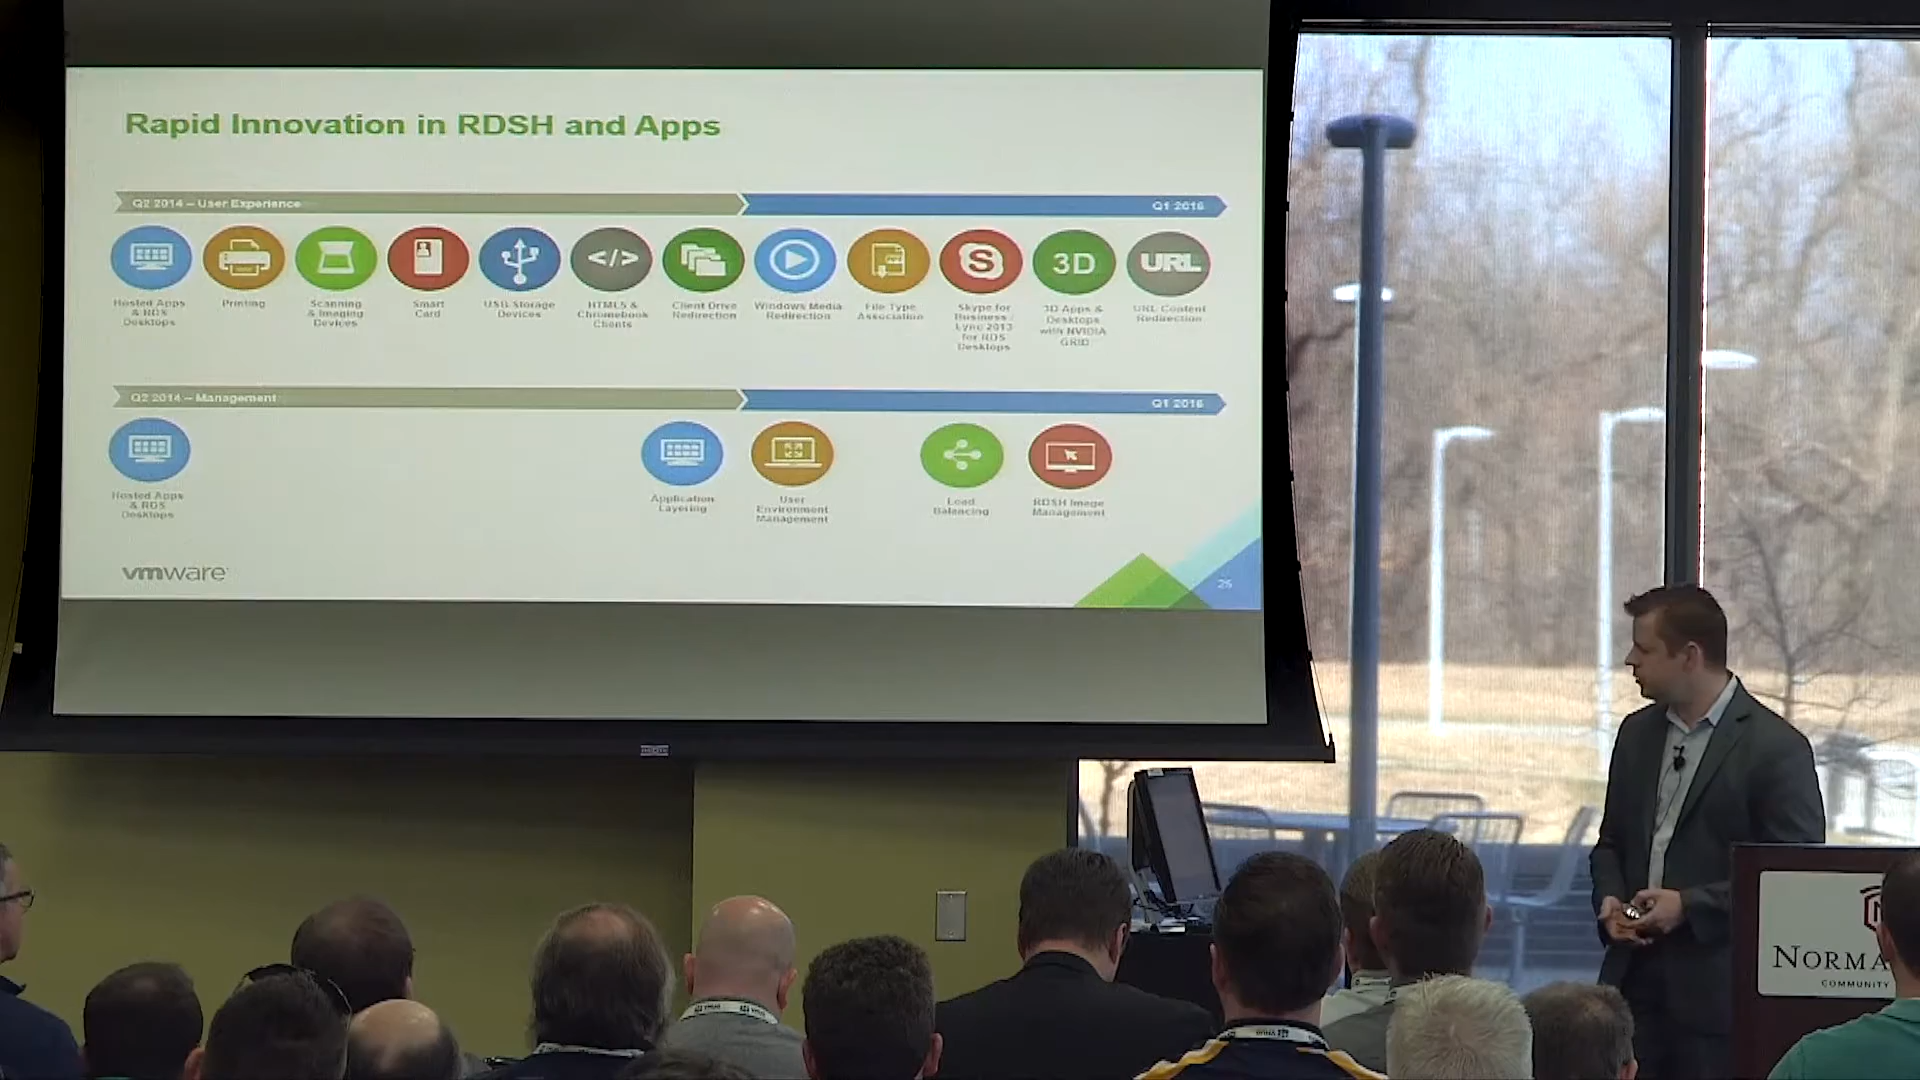 Rapid Innovation in RDSH and Apps
Q2 2014 – User Experience
Q1 2016
</>
S
3D
URL
Hosted Apps
& RDS
Desktops
Printing
Scanning
& Imaging
Devices
Smart
Card
USB Storage
Devices
HTML5 &
Chromebook
Clients
Client Drive
Redirection
Windows Media
Redirection
File Type
Association
Skype for
Business /
Lync 2013
for RDS
Desktops
3D Apps &
Desktops
with NVIDIA
GRID
URL Content
Redirection
Q2 2014 – Management
Q1 2016
Hosted Apps
& RDS
Desktops
Application
Layering
User
Environment
Management
Load
Balancing
RDSH Image
Management
vmware
26
NORMA
COMMUNITY